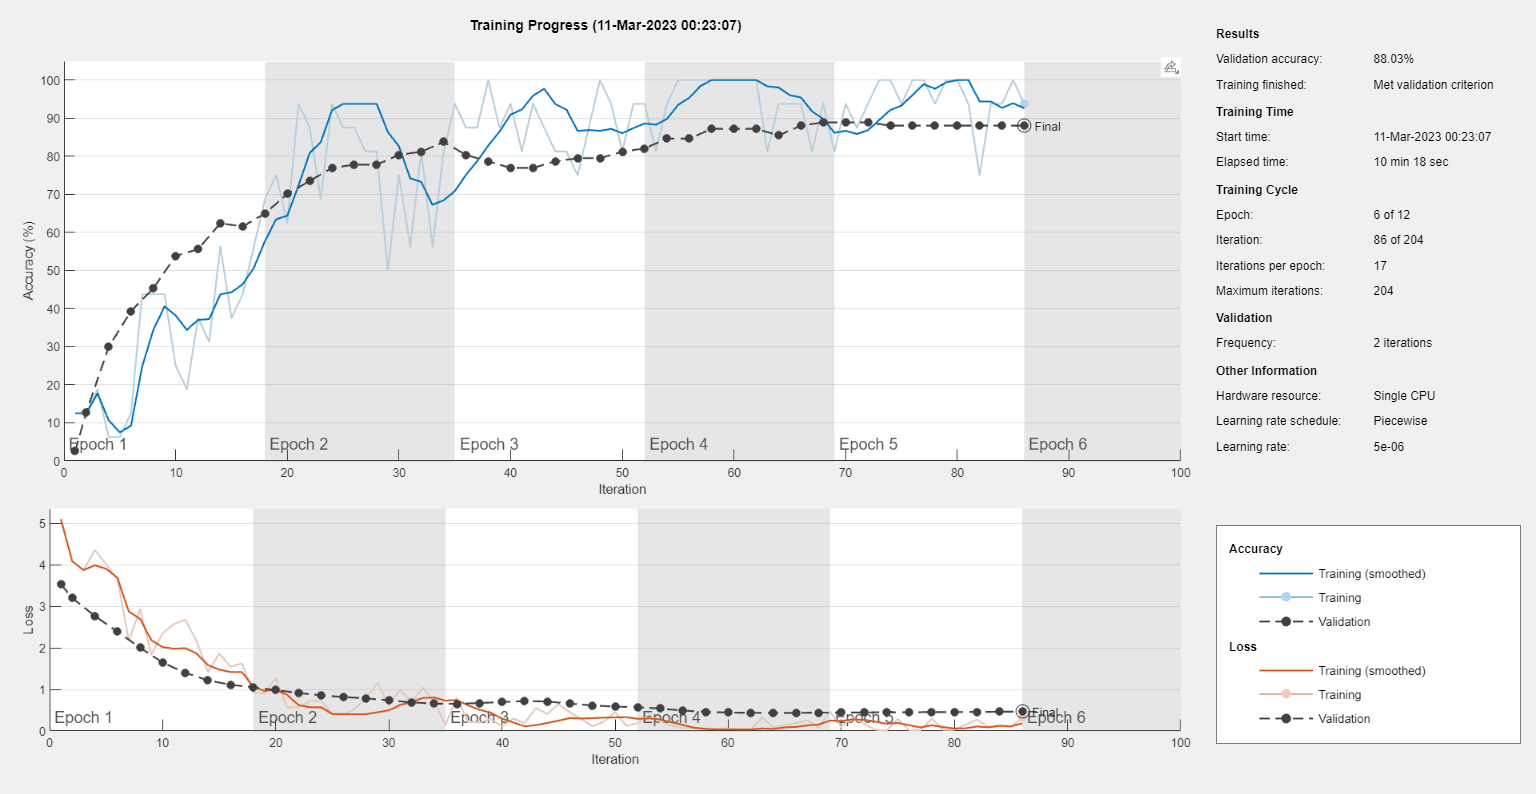 Training Progress (11-Mar-2023 00:23:07)
100
90
80
70
60
50
40
30
20
10
0
Accuracy (%)
Final
Epoch 1
Epoch 2
Epoch 3
Epoch 4
Epoch 5
Epoch 6
0 10 20 30 40 50 60 70 80 90 100
Iteration
5
4
3
2
1
0
Loss
Final
Epoch 1
Epoch 2
Epoch 3
Epoch 4
Epoch 5
Epoch 6
0 10 20 30 40 50 60 70 80 90 100
Iteration
Results
Validation accuracy: 88.03%
Training finished: Met validation criterion
Training Time
Start time: 11-Mar-2023 00:23:07
Elapsed time: 10 min 18 sec
Training Cycle
Epoch: 6 of 12
Iteration: 86 of 204
Iterations per epoch: 17
Maximum iterations: 204
Validation
Frequency: 2 iterations
Other Information
Hardware resource: Single CPU
Learning rate schedule: Piecewise
Learning rate: 5e-06
Accuracy
Training (smoothed)
Training
Validation
Loss
Training (smoothed)
Training
Validation